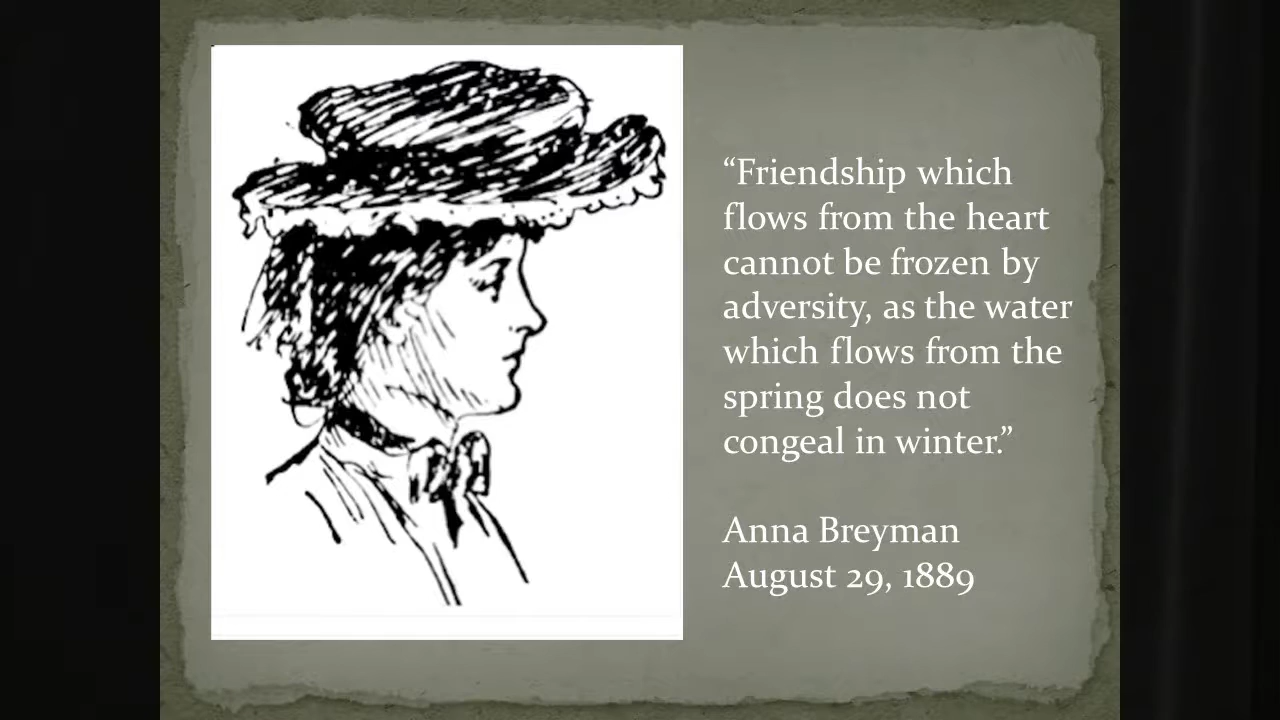 “Friendship which
flows from the heart
cannot be frozen by
adversity, as the water
which flows from the
spring does not
congeal in winter.”
Anna Breyman
August 29, 1889